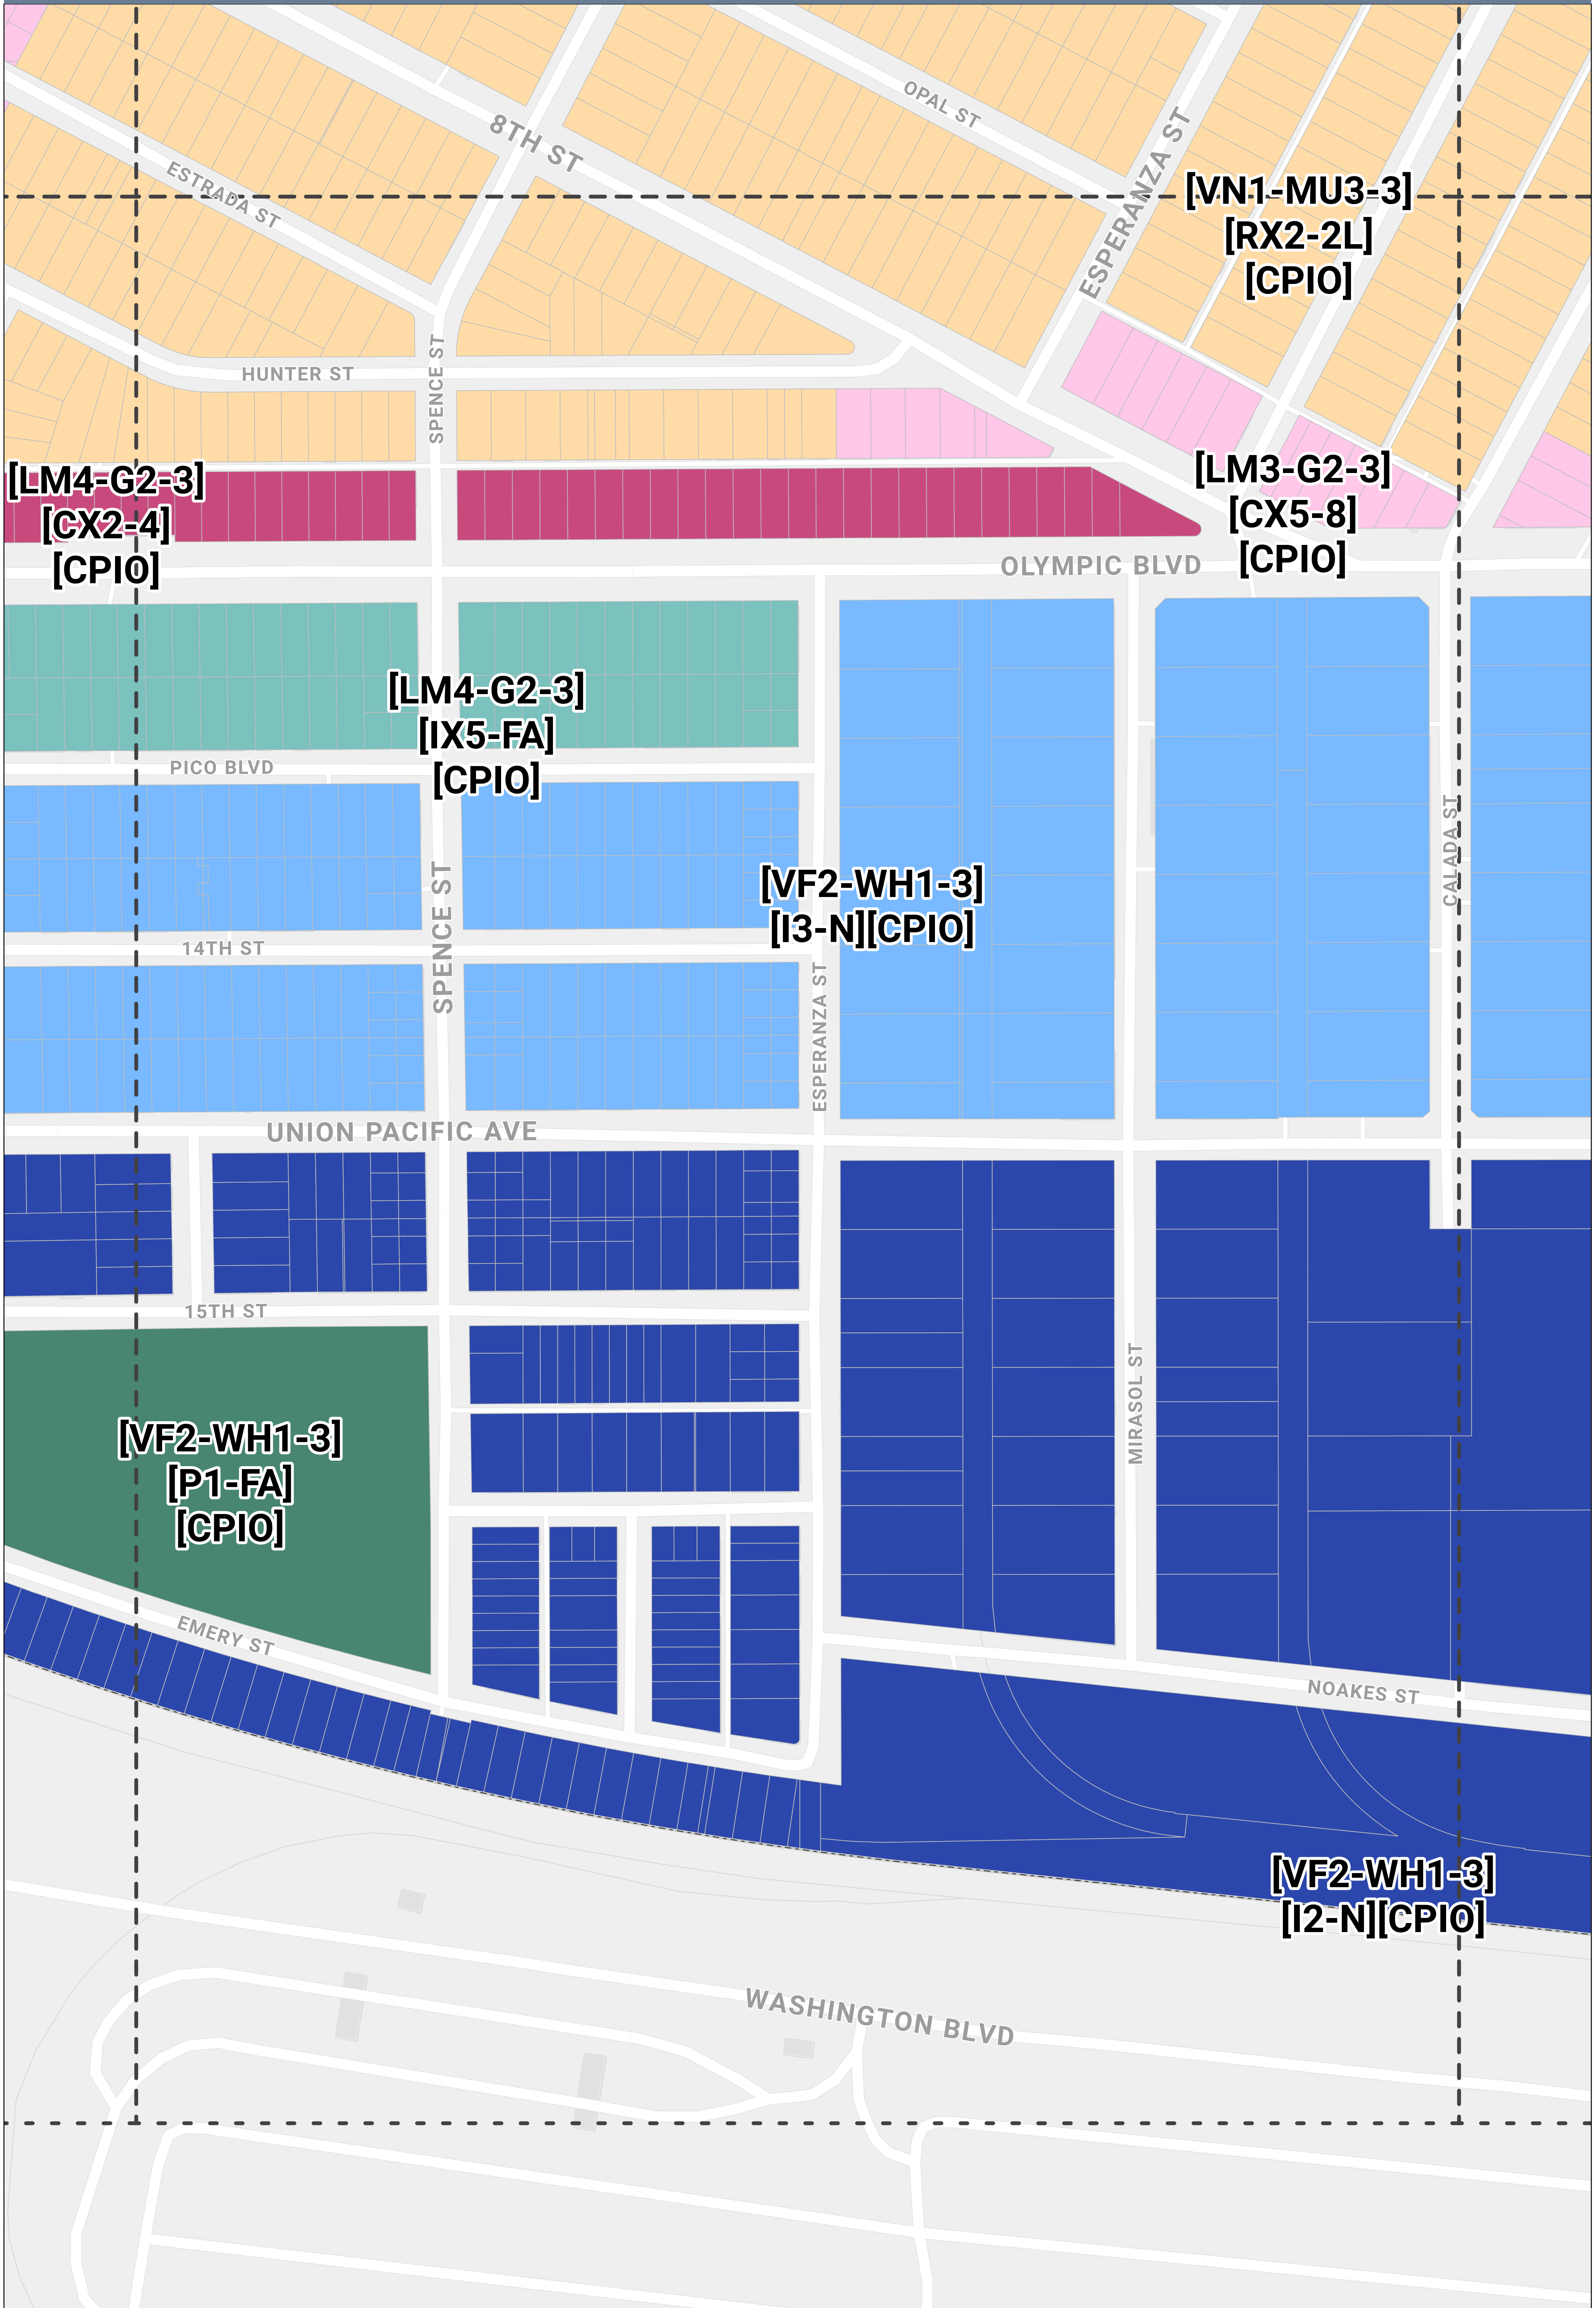 OPAL ST
8TH ST
ESPERANZA ST
ESTRADA ST
[VN1-MU3-3]
[RX2-2L]
[CPIO]
HUNTER ST
SPENCE ST
[LM4-G2-3]
[CX2-4]
[CPIO]
[LM3-G2-3]
[CX5-8]
[CPIO]
OLYMPIC BLVD
[LM4-G2-3]
[IX5-FA]
[CPIO]
PICO BLVD
CALADA ST
[VF2-WH1-3]
[I3-N][CPIO]
SPENCE ST
14TH ST
ESPERANZA ST
UNION PACIFIC AVE
15TH ST
MIRASOL ST
[VF2-WH1-3]
[P1-FA]
[CPIO]
EMERY ST
NOAKES ST
[VF2-WH1-3]
[I2-N][CPIO]
WASHINGTON BLVD